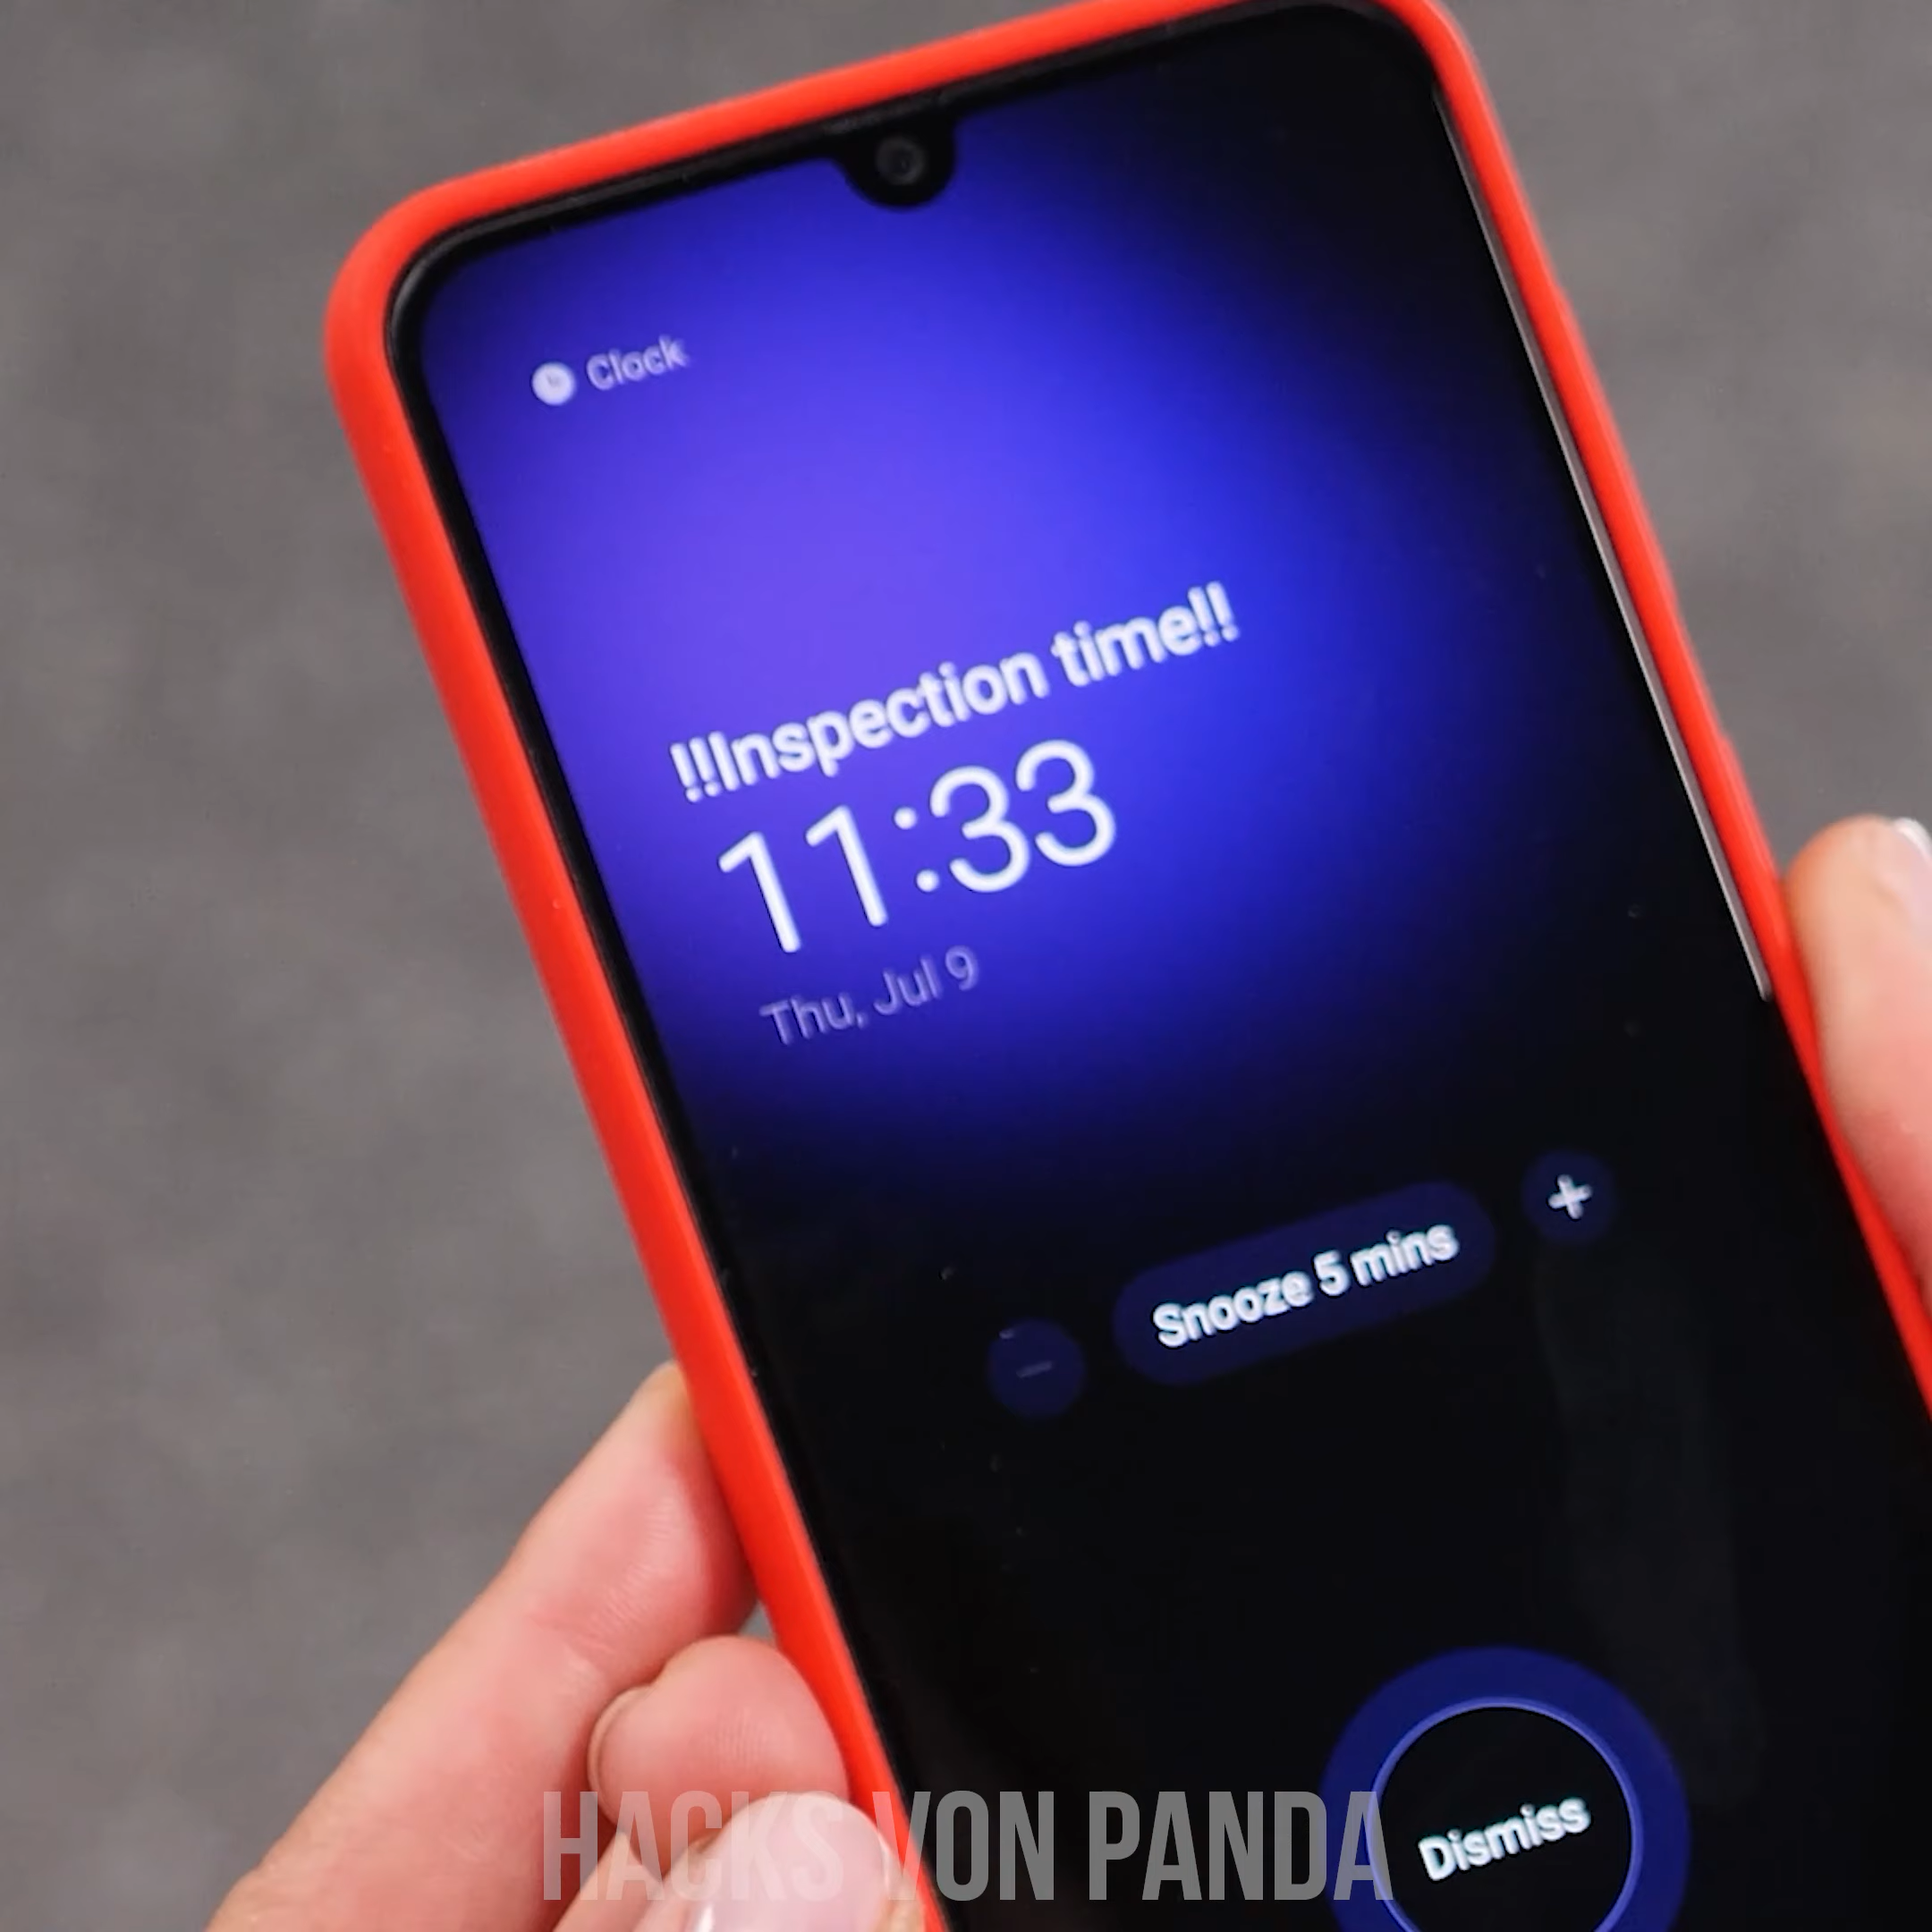 Clock
!!!Inspection time!!
11:33
Thu, Jul 9
Snooze 5 mins
Dismiss
HACKS VON PANDA